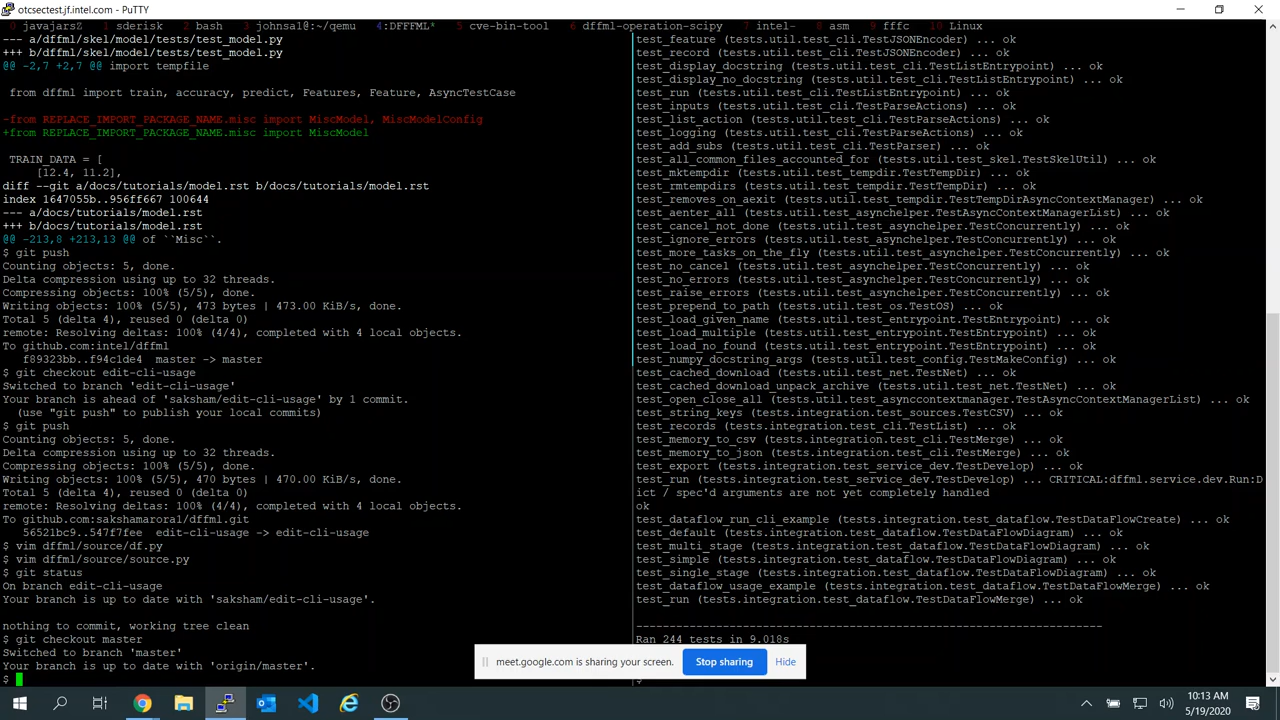 otcsectest.jf.intel.com - PuTTY
0 javajarsZ  1 sderisk  2 bash  3 johnsa1@:~/qemu  4:DFFFML*  5 cve-bin-tool  6 dffml-operation-scipy  7 intel-  8 asm  9 fffc  10 Linux
--- a/dffml/skel/model/tests/test_model.py
+++ b/dffml/skel/model/tests/test_model.py
@@ -2,7 +2,7 @@ import tempfile
from dffml import train, accuracy, predict, Features, Feature, AsyncTestCase
-from REPLACE_IMPORT_PACKAGE_NAME.misc import MiscModel, MiscModelConfig
+from REPLACE_IMPORT_PACKAGE_NAME.misc import MiscModel
TRAIN_DATA = [
[12.4, 11.2],
diff --git a/docs/tutorials/model.rst b/docs/tutorials/model.rst
index 1647055b..956ff667 100644
--- a/docs/tutorials/model.rst
+++ b/docs/tutorials/model.rst
@@ -213,8 +213,13 @@ of ``Misc``.
$ git push
Counting objects: 5, done.
Delta compression using up to 32 threads.
Compressing objects: 100% (5/5), done.
Writing objects: 100% (5/5), 473 bytes | 473.00 KiB/s, done.
Total 5 (delta 4), reused 0 (delta 0)
remote: Resolving deltas: 100% (4/4), completed with 4 local objects.
To github.com:intel/dffml
f89323bb..f94c1de4  master -> master
$ git checkout edit-cli-usage
Switched to branch 'edit-cli-usage'
Your branch is ahead of 'saksham/edit-cli-usage' by 1 commit.
(use "git push" to publish your local commits)
$ git push
Counting objects: 5, done.
Delta compression using up to 32 threads.
Compressing objects: 100% (5/5), done.
Writing objects: 100% (5/5), 470 bytes | 470.00 KiB/s, done.
Total 5 (delta 4), reused 0 (delta 0)
remote: Resolving deltas: 100% (4/4), completed with 4 local objects.
To github.com:sakshamarora1/dffml.git
56521bc9..547f7fee  edit-cli-usage -> edit-cli-usage
$ vim dffml/source/df.py
$ vim dffml/source/source.py
$ git status
On branch edit-cli-usage
Your branch is up to date with 'saksham/edit-cli-usage'.
nothing to commit, working tree clean
$ git checkout master
Switched to branch 'master'
Your branch is up to date with 'origin/master'.
$
test_feature (tests.util.test_cli.TestJSONEncoder) ... ok
test_record (tests.util.test_cli.TestJSONEncoder) ... ok
test_display_docstring (tests.util.test_cli.TestListEntrypoint) ... ok
test_display_no_docstring (tests.util.test_cli.TestListEntrypoint) ... ok
test_run (tests.util.test_cli.TestListEntrypoint) ... ok
test_inputs (tests.util.test_cli.TestParseActions) ... ok
test_list_action (tests.util.test_cli.TestParseActions) ... ok
test_logging (tests.util.test_cli.TestParseActions) ... ok
test_add_subs (tests.util.test_cli.TestParser) ... ok
test_all_common_files_accounted_for (tests.util.test_skel.TestSkelUtil) ... ok
test_mktempdir (tests.util.test_tempdir.TestTempDir) ... ok
test_rmtempdirs (tests.util.test_tempdir.TestTempDir) ... ok
test_removes_on_aexit (tests.util.test_tempdir.TestTempDirAsyncContextManager) ... ok
test_aenter_all (tests.util.test_asynchelper.TestAsyncContextManagerList) ... ok
test_cancel_not_done (tests.util.test_asynchelper.TestConcurrently) ... ok
test_ignore_errors (tests.util.test_asynchelper.TestConcurrently) ... ok
test_more_tasks_on_the_fly (tests.util.test_asynchelper.TestConcurrently) ... ok
test_no_cancel (tests.util.test_asynchelper.TestConcurrently) ... ok
test_no_errors (tests.util.test_asynchelper.TestConcurrently) ... ok
test_raise_errors (tests.util.test_asynchelper.TestConcurrently) ... ok
test_prepend_to_path (tests.util.test_os.TestOS) ... ok
test_load_given_name (tests.util.test_entrypoint.TestEntrypoint) ... ok
test_load_multiple (tests.util.test_entrypoint.TestEntrypoint) ... ok
test_load_no_found (tests.util.test_entrypoint.TestEntrypoint) ... ok
test_numpy_docstring_args (tests.util.test_config.TestMakeConfig) ... ok
test_cached_download (tests.util.test_net.TestNet) ... ok
test_cached_download_unpack_archive (tests.util.test_net.TestNet) ... ok
test_open_close_all (tests.util.test_asynccontextmanager.TestAsyncContextManagerList) ... ok
test_string_keys (tests.integration.test_sources.TestCSV) ... ok
test_records (tests.integration.test_cli.TestList) ... ok
test_memory_to_csv (tests.integration.test_cli.TestMerge) ... ok
test_memory_to_json (tests.integration.test_cli.TestMerge) ... ok
test_export (tests.integration.test_service_dev.TestDevelop) ... ok
test_run (tests.integration.test_service_dev.TestDevelop) ... CRITICAL:dffml.service.dev.Run:D
ict / spec'd arguments are not yet completely handled
ok
test_dataflow_run_cli_example (tests.integration.test_dataflow.TestDataFlowCreate) ... ok
test_default (tests.integration.test_dataflow.TestDataFlowDiagram) ... ok
test_multi_stage (tests.integration.test_dataflow.TestDataFlowDiagram) ... ok
test_simple (tests.integration.test_dataflow.TestDataFlowDiagram) ... ok
test_single_stage (tests.integration.test_dataflow.TestDataFlowDiagram) ... ok
test_dataflow_usage_example (tests.integration.test_dataflow.TestDataFlowMerge) ... ok
test_run (tests.integration.test_dataflow.TestDataFlowMerge) ... ok
----------------------------------------------------------------------
Ran 244 tests in 9.018s
meet.google.com is sharing your screen.
Stop sharing
Hide
10:13 AM
5/19/2020